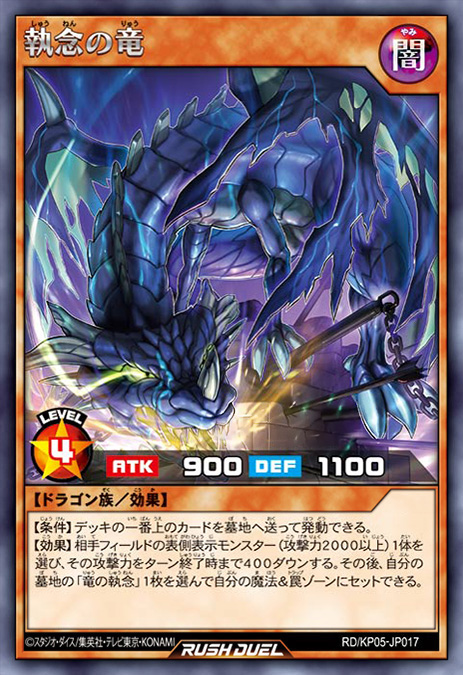 執念の竜
闇
LEVEL
4
ATK 900 DEF 1100
【ドラゴン族/効果】
【条件】デッキの一番上のカードを墓地へ送って発動できる。
【効果】相手フィールドの表側表示モンスター(攻撃力2000以上)1体を
選び、その攻撃力をターン終了時まで400ダウンする。その後、自分の
墓地の「竜の執念」1枚を選んで自分の魔法&罠ゾーンにセットできる。
©スタジオ・ダイス/集英社・テレビ東京・KONAMI
RUSH DUEL
RD/KP05-JP017